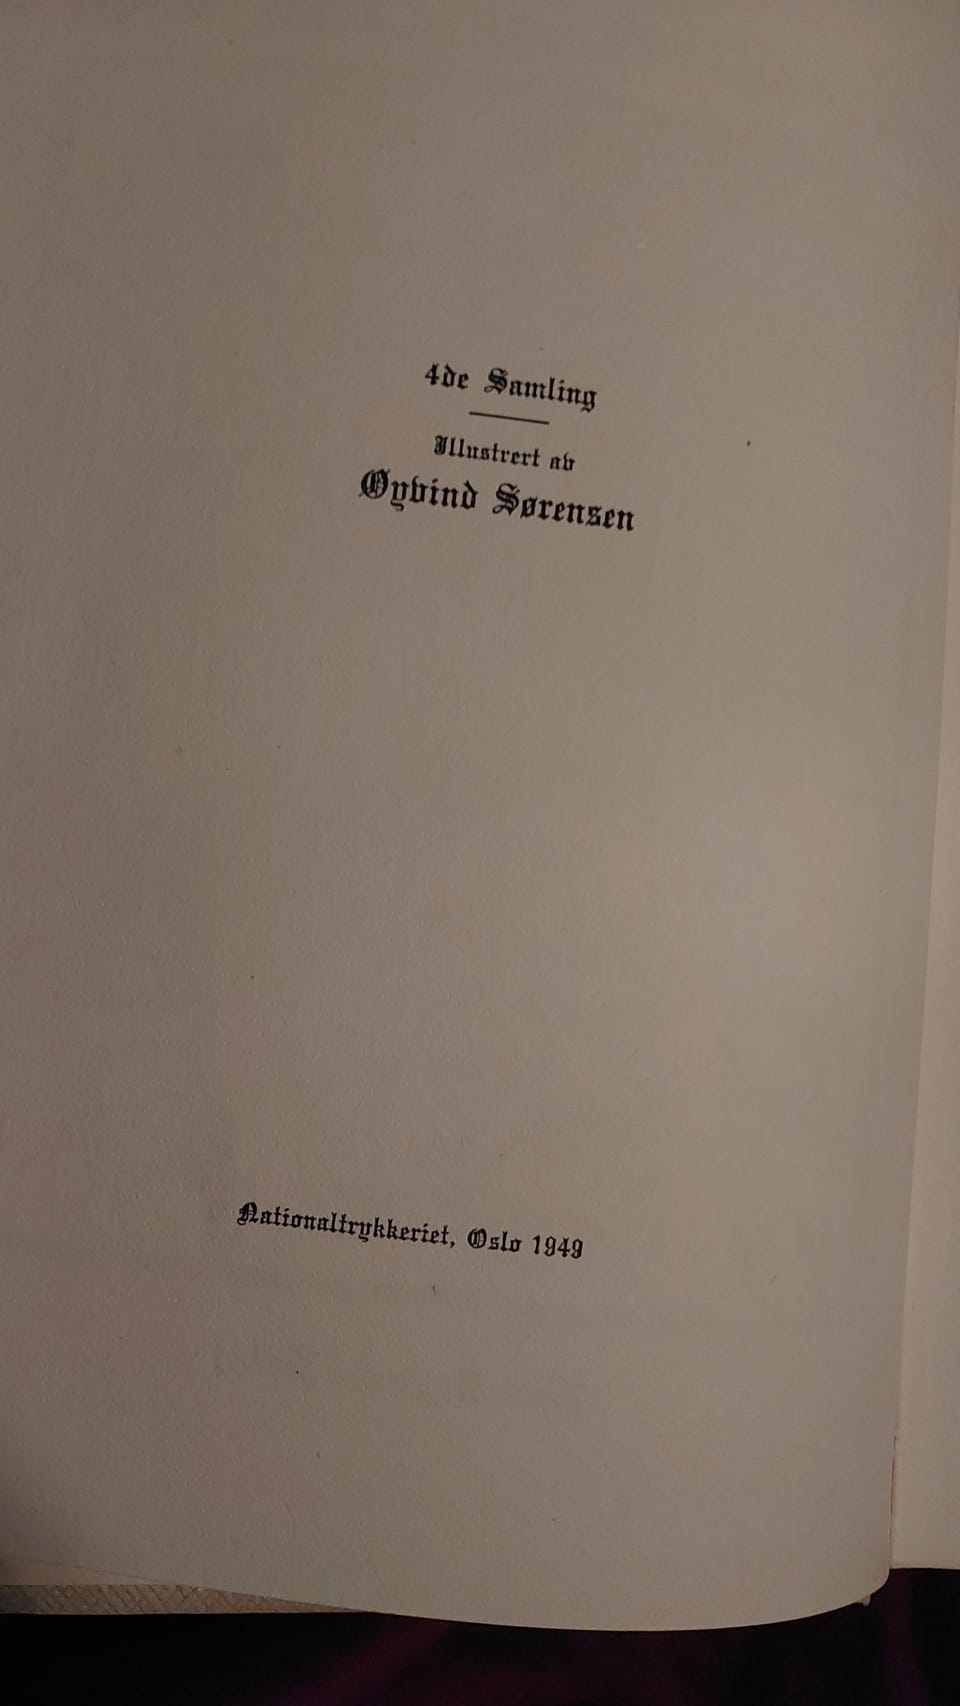 4de Samling
Illustrert av
Øyvind Sørensen
Nationaltrykkeriet, Oslo 1949